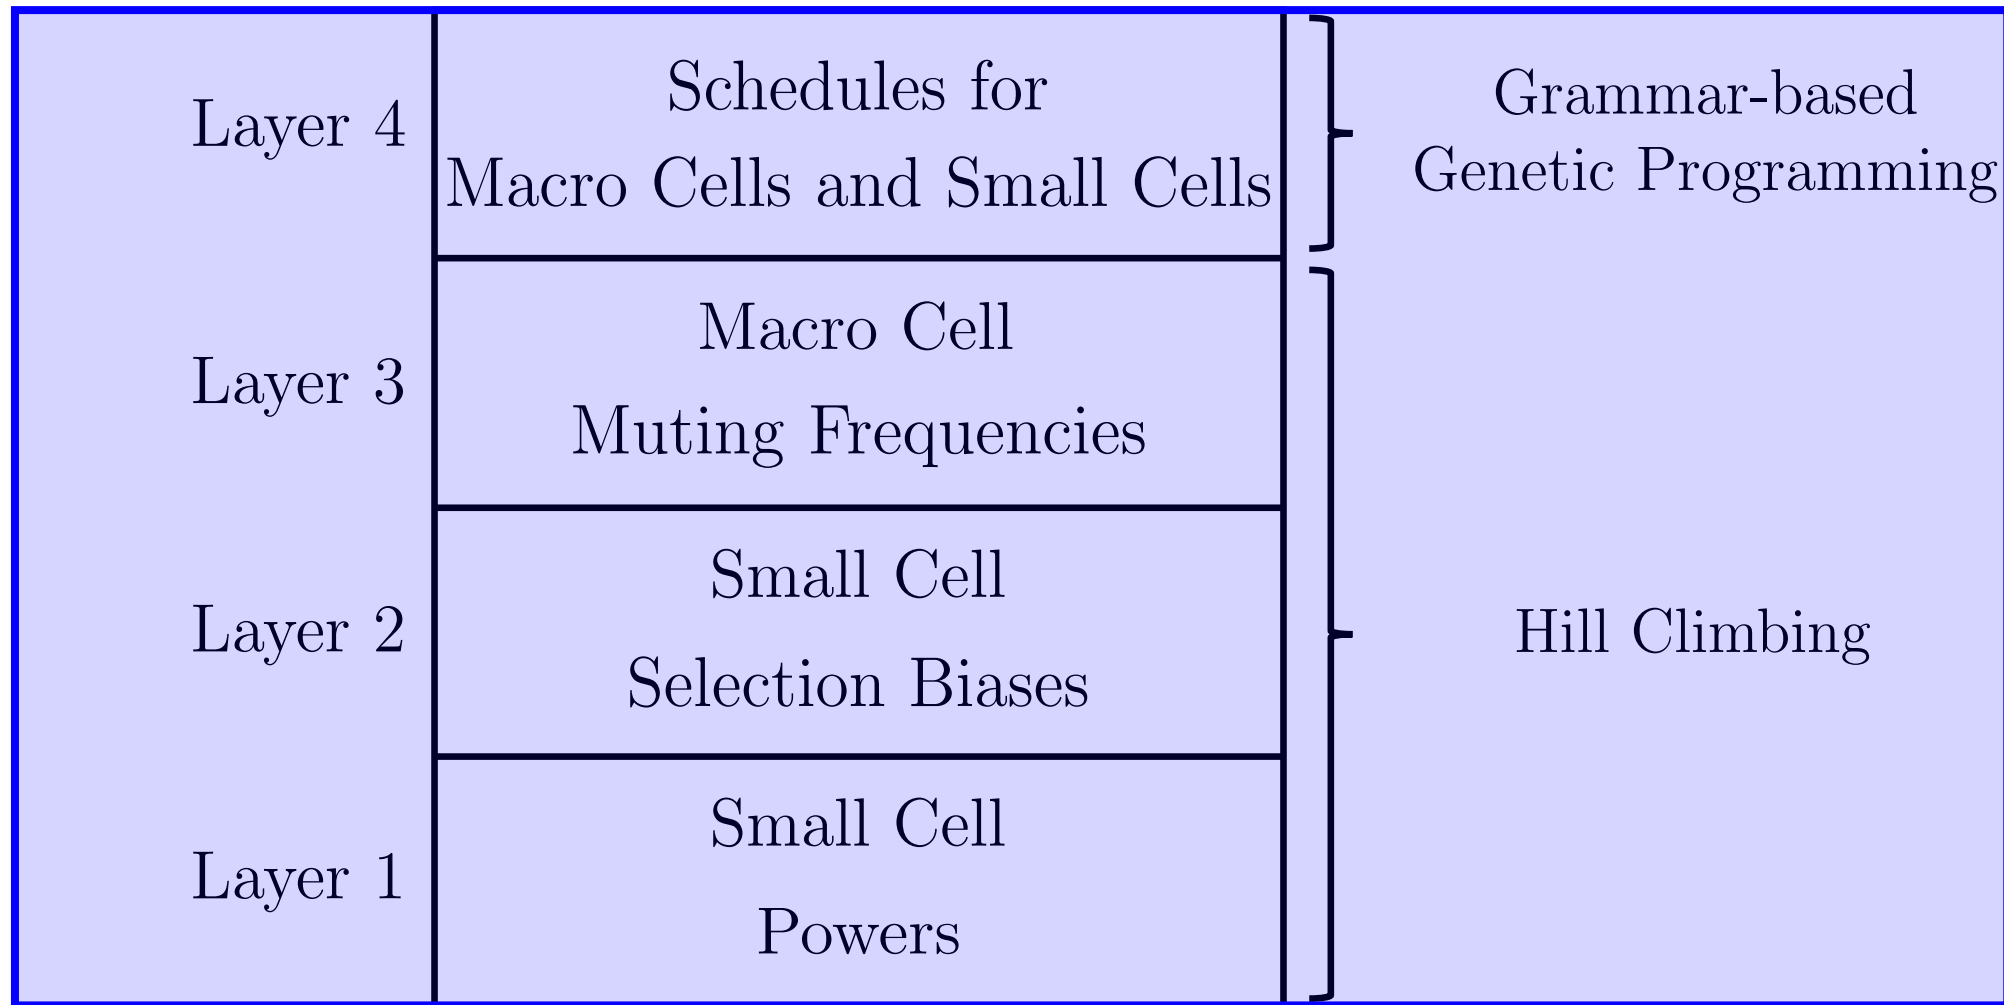 Layer 4
Schedules for
Macro Cells and Small Cells
Grammar-based
Genetic Programming
Layer 3
Macro Cell
Muting Frequencies
Layer 2
Small Cell
Selection Biases
Hill Climbing
Layer 1
Small Cell
Powers